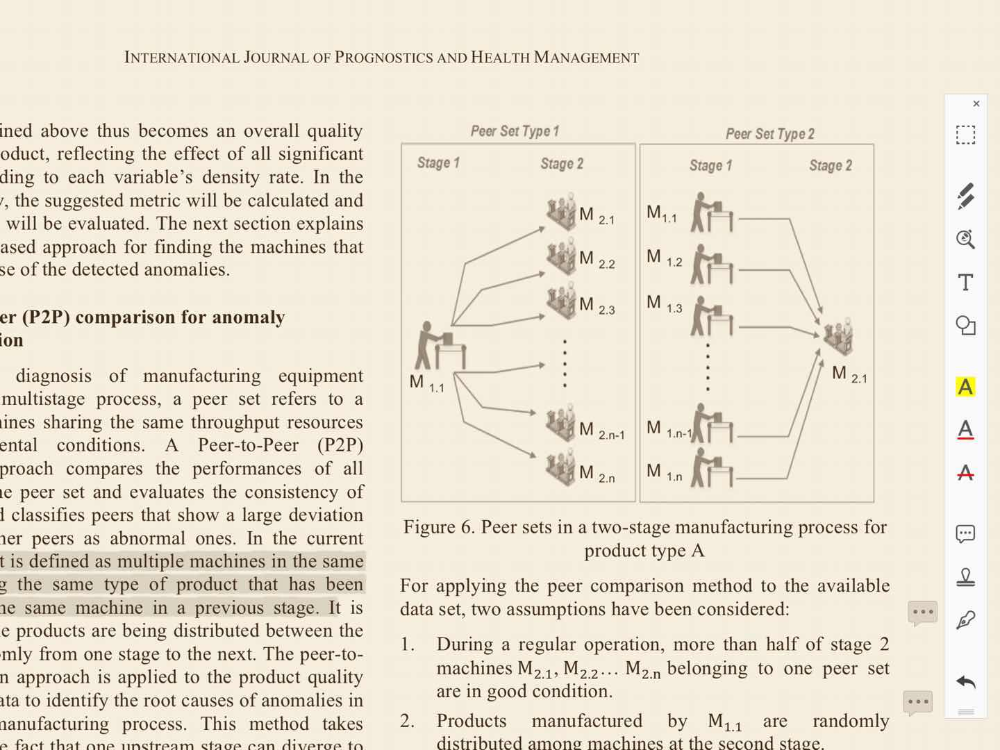 INTERNATIONAL JOURNAL OF PROGNOSTICS AND HEALTH MANAGEMENT
ined above thus becomes an overall quality
oduct, reflecting the effect of all significant
ding to each variable's density rate. In the
, the suggested metric will be calculated and
will be evaluated. The next section explains
ased approach for finding the machines that
se of the detected anomalies.
er (P2P) comparison for anomaly
ion
diagnosis of manufacturing equipment
multistage process, a peer set refers to a
ines sharing the same throughput resources
ental conditions. A Peer-to-Peer (P2P)
proach compares the performances of all
e peer set and evaluates the consistency of
d classifies peers that show a large deviation
her peers as abnormal ones. In the current
t is defined as multiple machines in the same
g the same type of product that has been
ne same machine in a previous stage. It is
e products are being distributed between the
omly from one stage to the next. The peer-to-
n approach is applied to the product quality
ata to identify the root causes of anomalies in
nanufacturing process. This method takes
e fact that one upstream stage can diverge to
Peer Set Type 1
Stage 1 Stage 2
M 2.1
M 2.2
M 2.3
M 1.1
M 2.n-1
M 2.n
Peer Set Type 2
Stage 1 Stage 2
M 1.1
M 1.2
M 1.3
M 2.1
M 1.n-1
M 1.n
Figure 6. Peer sets in a two-stage manufacturing process for
product type A
For applying the peer comparison method to the available
data set, two assumptions have been considered:
1. During a regular operation, more than half of stage 2
machines M2.1, M2.2… M2.n belonging to one peer set
are in good condition.
2. Products manufactured by M1.1 are randomly
distributed among machines at the second stage.
T
A
A
A